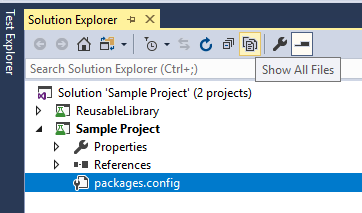 Test Explorer
Solution Explorer
Show All Files
Search Solution Explorer (Ctrl+;)
Solution 'Sample Project' (2 projects)
ReusableLibrary
Sample Project
Properties
References
packages.config